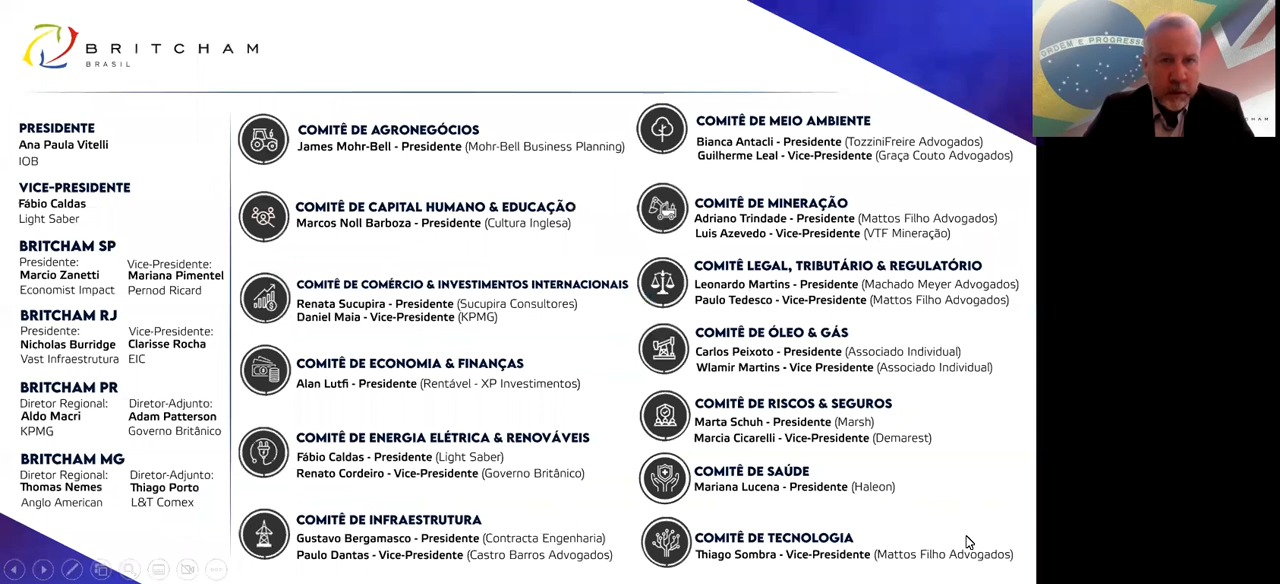 BRITCHAM
BRASIL
PRESIDENTE
Ana Paula Vitelli
IOB
VICE-PRESIDENTE
Fábio Caldas
Light Saber
BRITCHAM SP
Presidente:
Marcio Zanetti
Economist Impact
Vice-Presidente:
Mariana Pimentel
Pernod Ricard
BRITCHAM RJ
Presidente:
Nicholas Burridge
Vast Infraestrutura
Vice-Presidente:
Clarisse Rocha
EIC
BRITCHAM PR
Diretor Regional:
Aldo Macri
KPMG
Diretor-Adjunto:
Adam Patterson
Governo Britânico
BRITCHAM MG
Diretor Regional:
Thomas Nemes
Anglo American
Diretor-Adjunto:
Thiago Porto
L&T Comex
COMITÊ DE AGRONEGÓCIOS
James Mohr-Bell - Presidente (Mohr-Bell Business Planning)
COMITÊ DE CAPITAL HUMANO & EDUCAÇÃO
Marcos Noll Barboza - Presidente (Cultura Inglesa)
COMITÊ DE COMÉRCIO & INVESTIMENTOS INTERNACIONAIS
Renata Sucupira - Presidente (Sucupira Consultores)
Daniel Maia - Vice-Presidente (KPMG)
COMITÊ DE ECONOMIA & FINANÇAS
Alan Lutfi - Presidente (Rentável - XP Investimentos)
COMITÊ DE ENERGIA ELÉTRICA & RENOVÁVEIS
Fábio Caldas - Presidente (Light Saber)
Renato Cordeiro - Vice-Presidente (Governo Britânico)
COMITÊ DE INFRAESTRUTURA
Gustavo Bergamasco - Presidente (Contracta Engenharia)
Paulo Dantas - Vice-Presidente (Castro Barros Advogados)
COMITÊ DE MEIO AMBIENTE
Bianca Antacli - Presidente (TozziniFreire Advogados)
Guilherme Leal - Vice-Presidente (Graça Couto Advogados)
COMITÊ DE MINERAÇÃO
Adriano Trindade - Presidente (Mattos Filho Advogados)
Luis Azevedo - Vice-Presidente (VTF Mineração)
COMITÊ LEGAL, TRIBUTÁRIO & REGULATÓRIO
Leonardo Martins - Presidente (Machado Meyer Advogados)
Paulo Tedesco - Vice-Presidente (Mattos Filho Advogados)
COMITÊ DE ÓLEO & GÁS
Carlos Peixoto - Presidente (Associado Individual)
Wlamir Martins - Vice Presidente (Associado Individual)
COMITÊ DE RISCOS & SEGUROS
Marta Schuh - Presidente (Marsh)
Marcia Cicarelli - Vice-Presidente (Demarest)
COMITÊ DE SAÚDE
Mariana Lucena - Presidente (Haleon)
COMITÊ DE TECNOLOGIA
Thiago Sombra - Vice-Presidente (Mattos Filho Advogados)
ORDEM E PROGRESSO